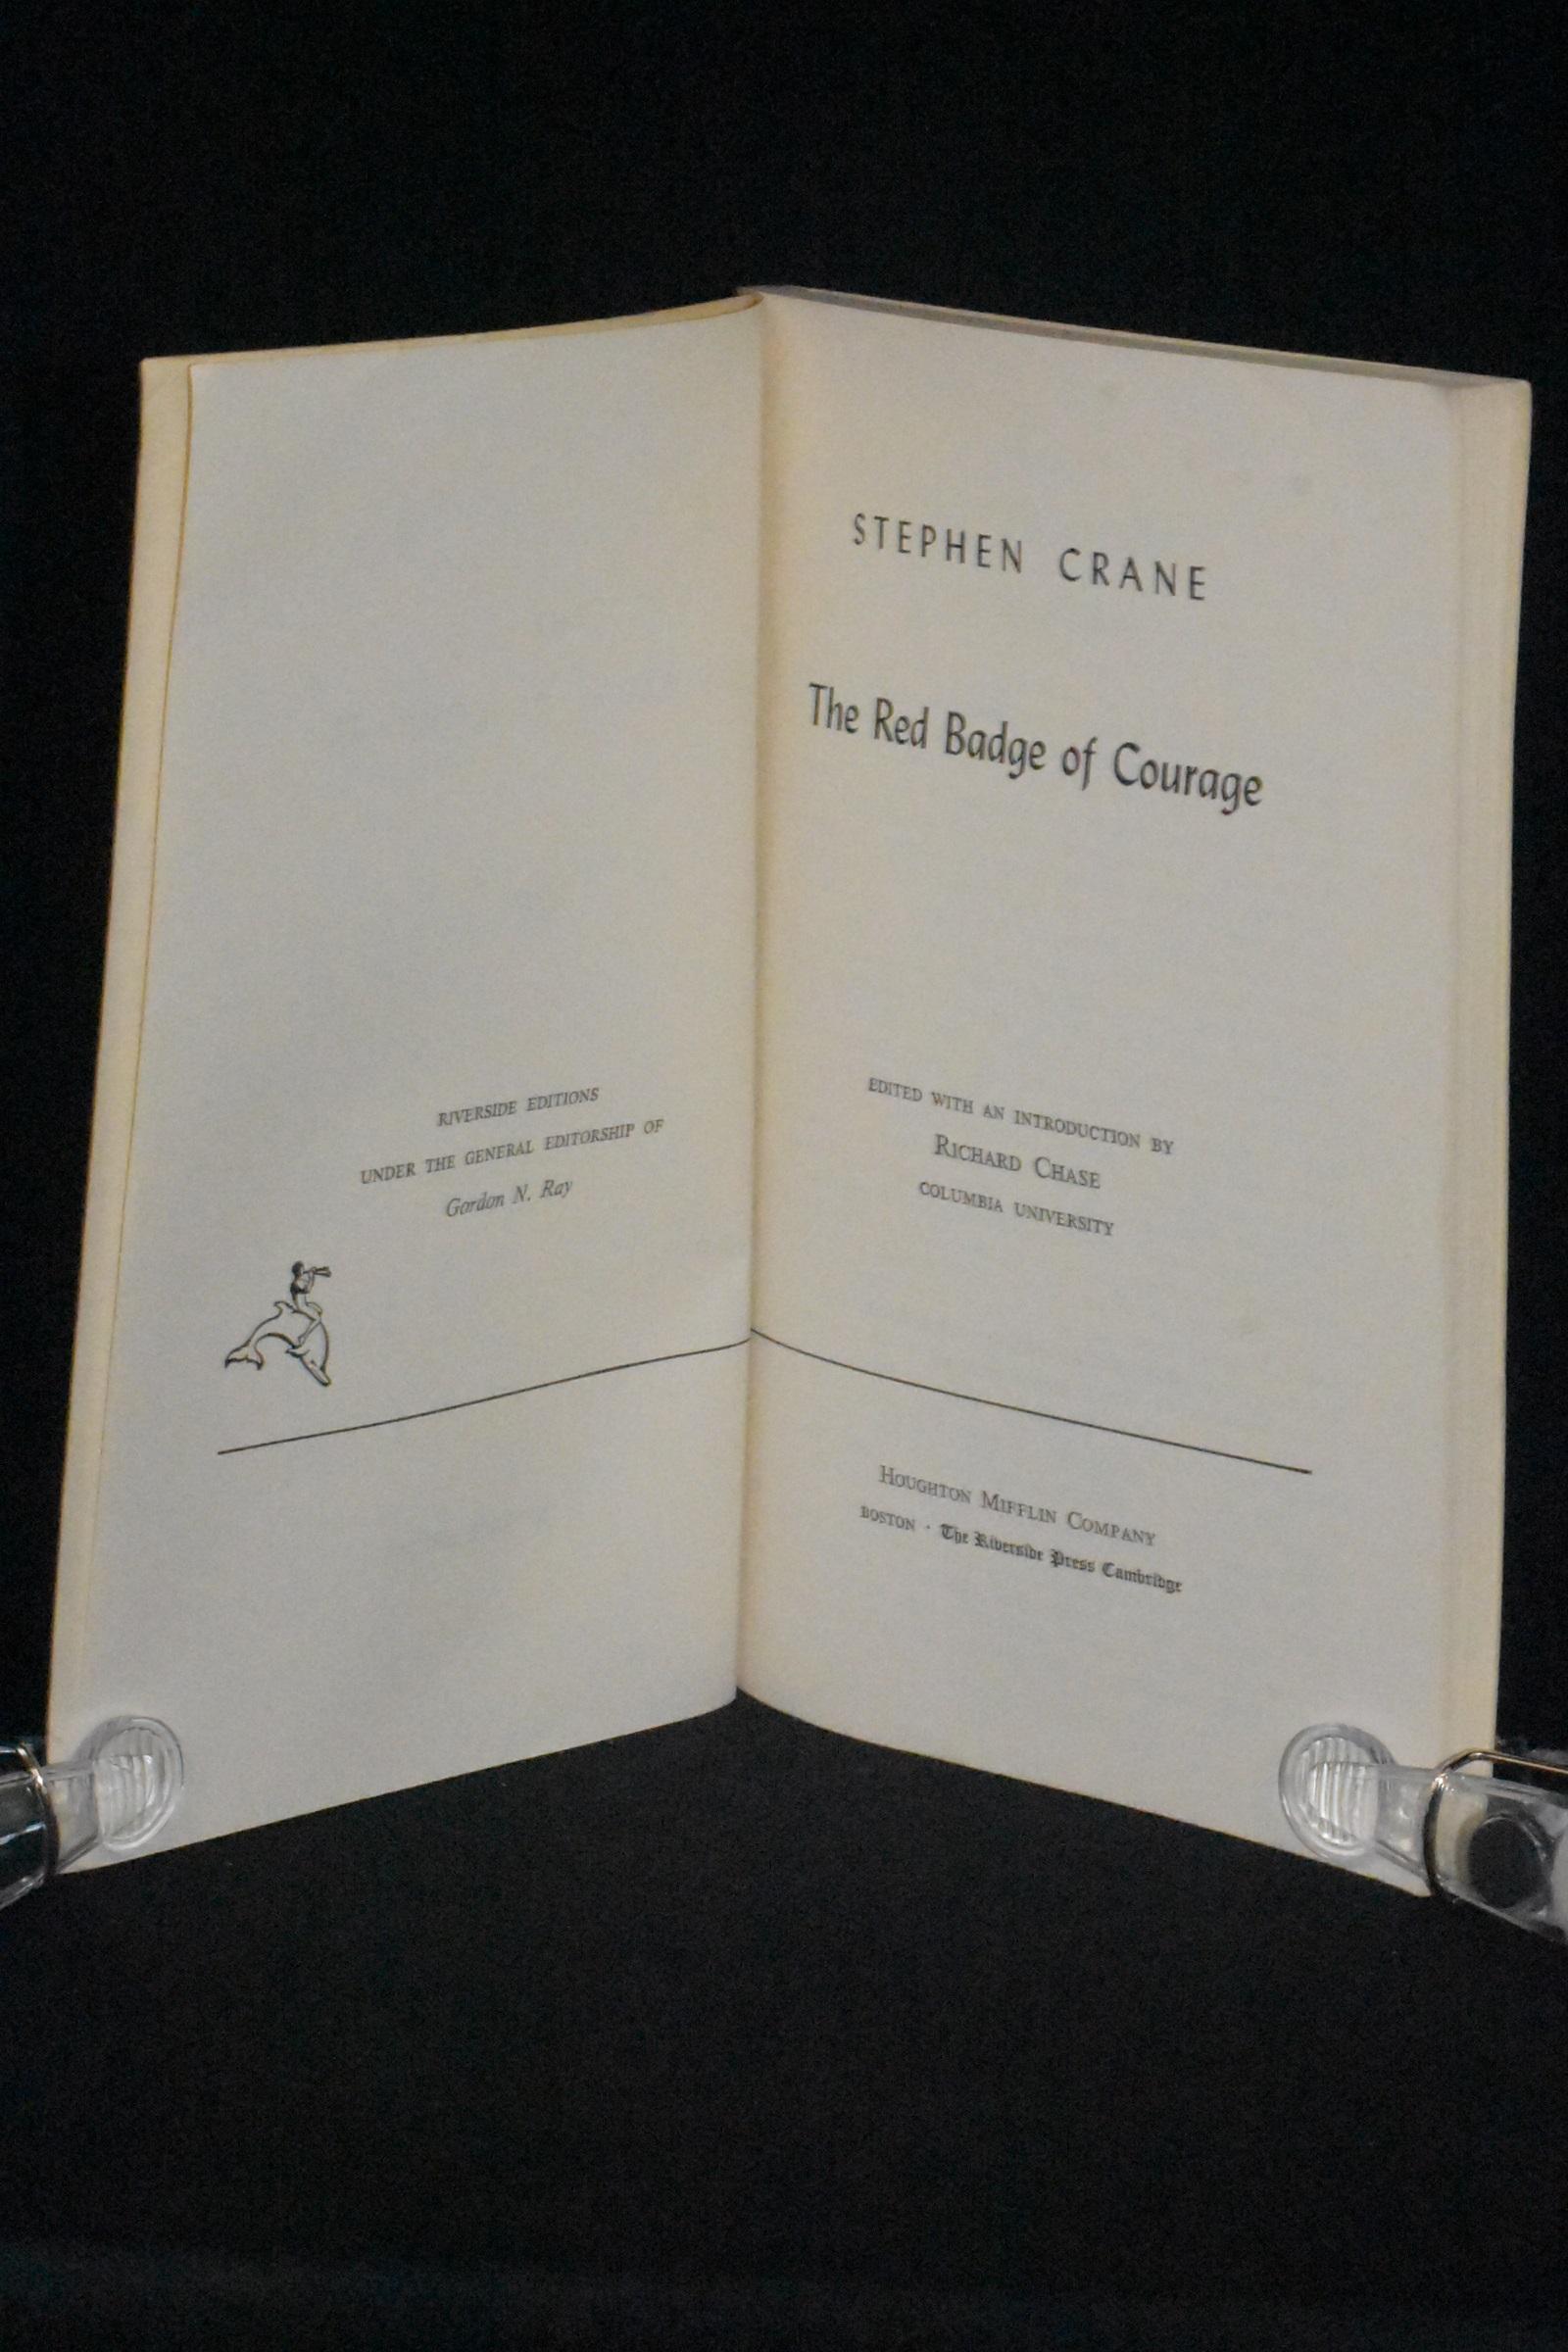 RIVERSIDE EDITIONS
UNDER THE GENERAL EDITORSHIP OF
Gordon N. Ray
STEPHEN CRANE
The Red Badge of Courage
EDITED WITH AN INTRODUCTION BY
RICHARD CHASE
COLUMBIA UNIVERSITY
HOUGHTON MIFFLIN COMPANY
BOSTON · The Riverside Press Cambridge